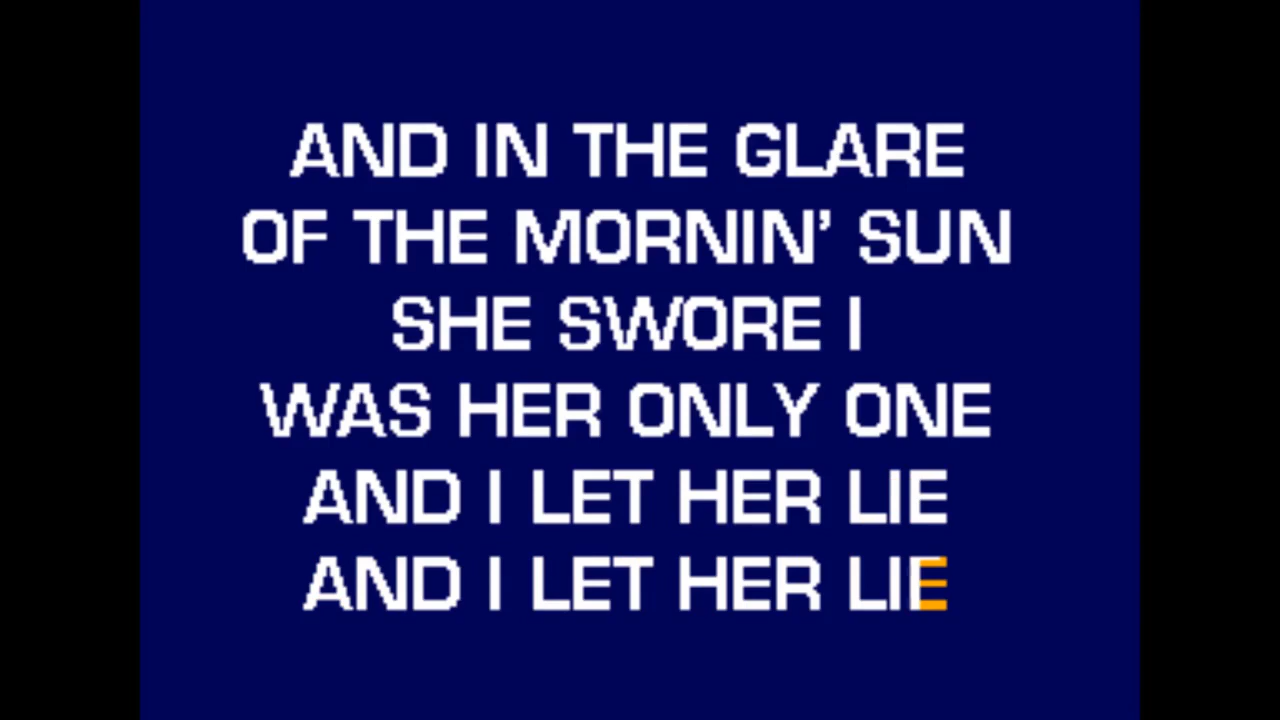 AND IN THE GLARE
OF THE MORNIN’ SUN
SHE SWORE I
WAS HER ONLY ONE
AND I LET HER LIE
AND I LET HER LIE